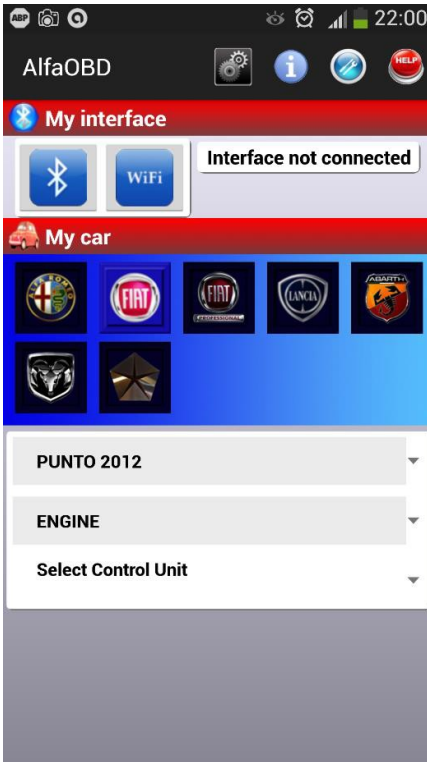 ABP
22:00
AlfaOBD
HELP
My interface
WiFi
Interface not connected
My car
ALFA ROMEO
FIAT
FIAT
PROFESSIONAL
LANCIA
ABARTH
PUNTO 2012
ENGINE
Select Control Unit